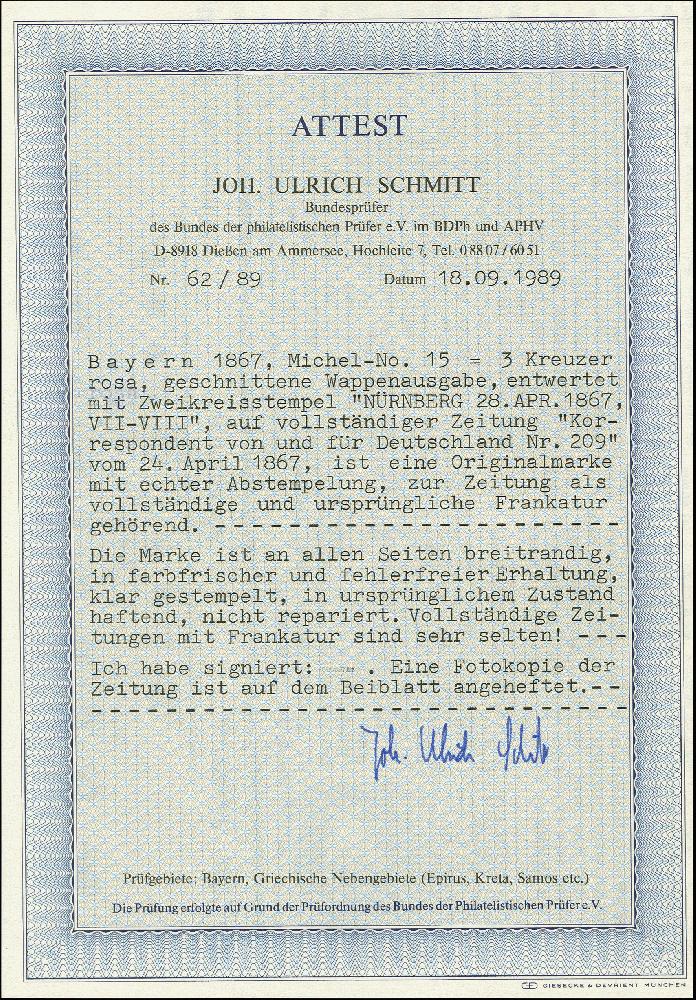 ATTEST
JOH. ULRICH SCHMITT
Bundesprüfer
des Bundes der philatelistischen Prüfer e.V. im BDPh und APHV
D-8918 Dießen am Ammersee, Hochleite 7, Tel. 08807/6051
Nr. 62/89 Datum 18.09.1989
Bayern 1867, Michel-No. 15 = 3 Kreuzer
rosa, geschnittene Wappenausgabe, entwertet
mit Zweikreisstempel "NÜRNBERG 28.APR.1867,
VII-VIII", auf vollständiger Zeitung "Kor-
respondent von und für Deutschland Nr. 209"
vom 24. April 1867, ist eine Originalmarke
mit echter Abstempelung, zur Zeitung als
vollständige und ursprüngliche Frankatur
gehörend. - - - - - - - - - - - - - - - - - - - - - -
Die Marke ist an allen Seiten breitrandig,
in farbfrischer und fehlerfreier Erhaltung,
klar gestempelt, in ursprünglichem Zustand
haftend, nicht repariert. Vollständige Zei-
tungen mit Frankatur sind sehr selten! - - -
Ich habe signiert: --- . Eine Fotokopie der
Zeitung ist auf dem Beiblatt angeheftet.- -
- - - - - - - - - - - - - - - - - - - - - - - - - - - - -
Joh. Ulrich Schmitt
Prüfgebiete: Bayern, Griechische Nebengebiete (Epirus, Kreta, Samos etc.)
Die Prüfung erfolgte auf Grund der Prüfordnung des Bundes der Philatelistischen Prüfer e.V.
GIESECKE & DEVRIENT MÜNCHEN